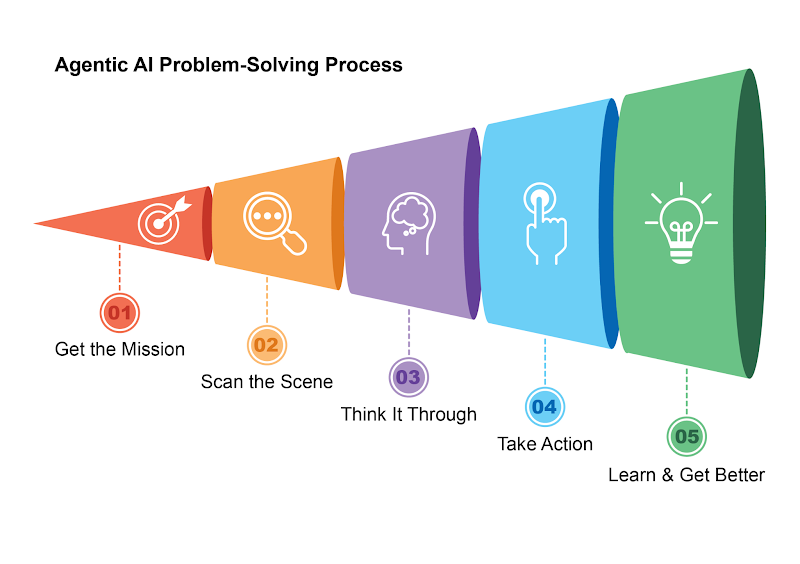 Agentic AI Problem-Solving Process
01
Get the Mission
02
Scan the Scene
03
Think It Through
04
Take Action
05
Learn & Get Better